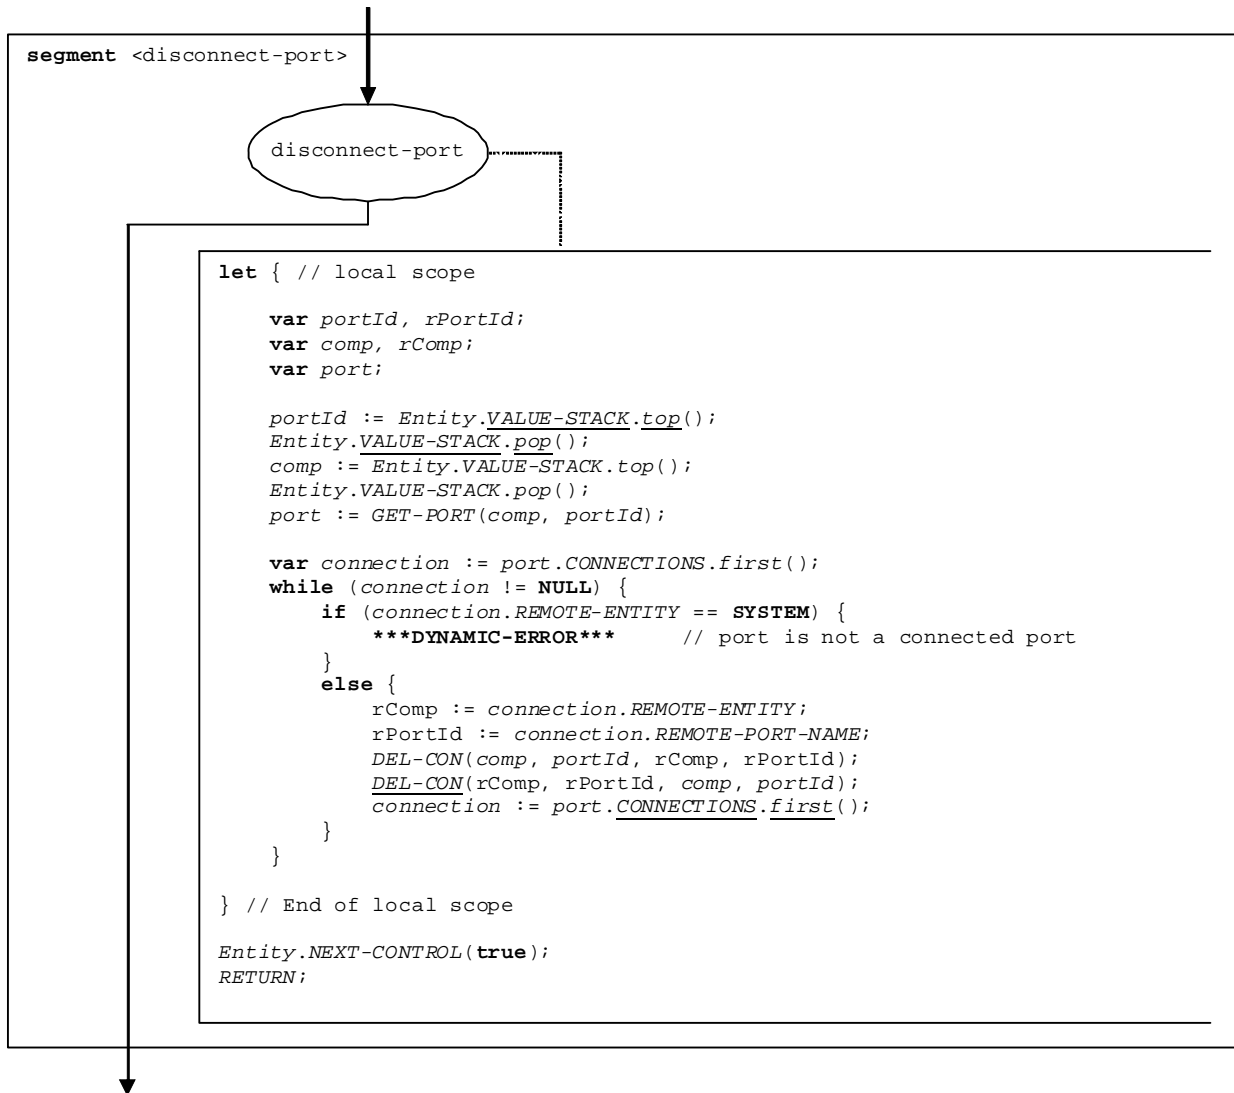 segment <disconnect-port>
disconnect-port
let { // local scope
var portId, rPortId;
var comp, rComp;
var port;
portId := Entity.VALUE-STACK.top();
Entity.VALUE-STACK.pop();
comp := Entity.VALUE-STACK.top();
Entity.VALUE-STACK.pop();
port := GET-PORT(comp, portId);
var connection := port.CONNECTIONS.first();
while (connection != NULL) {
if (connection.REMOTE-ENTITY == SYSTEM) {
***DYNAMIC-ERROR*** // port is not a connected port
}
else {
rComp := connection.REMOTE-ENTITY;
rPortId := connection.REMOTE-PORT-NAME;
DEL-CON(comp, portId, rComp, rPortId);
DEL-CON(rComp, rPortId, comp, portId);
connection := port.CONNECTIONS.first();
}
}
} // End of local scope
Entity.NEXT-CONTROL(true);
RETURN;